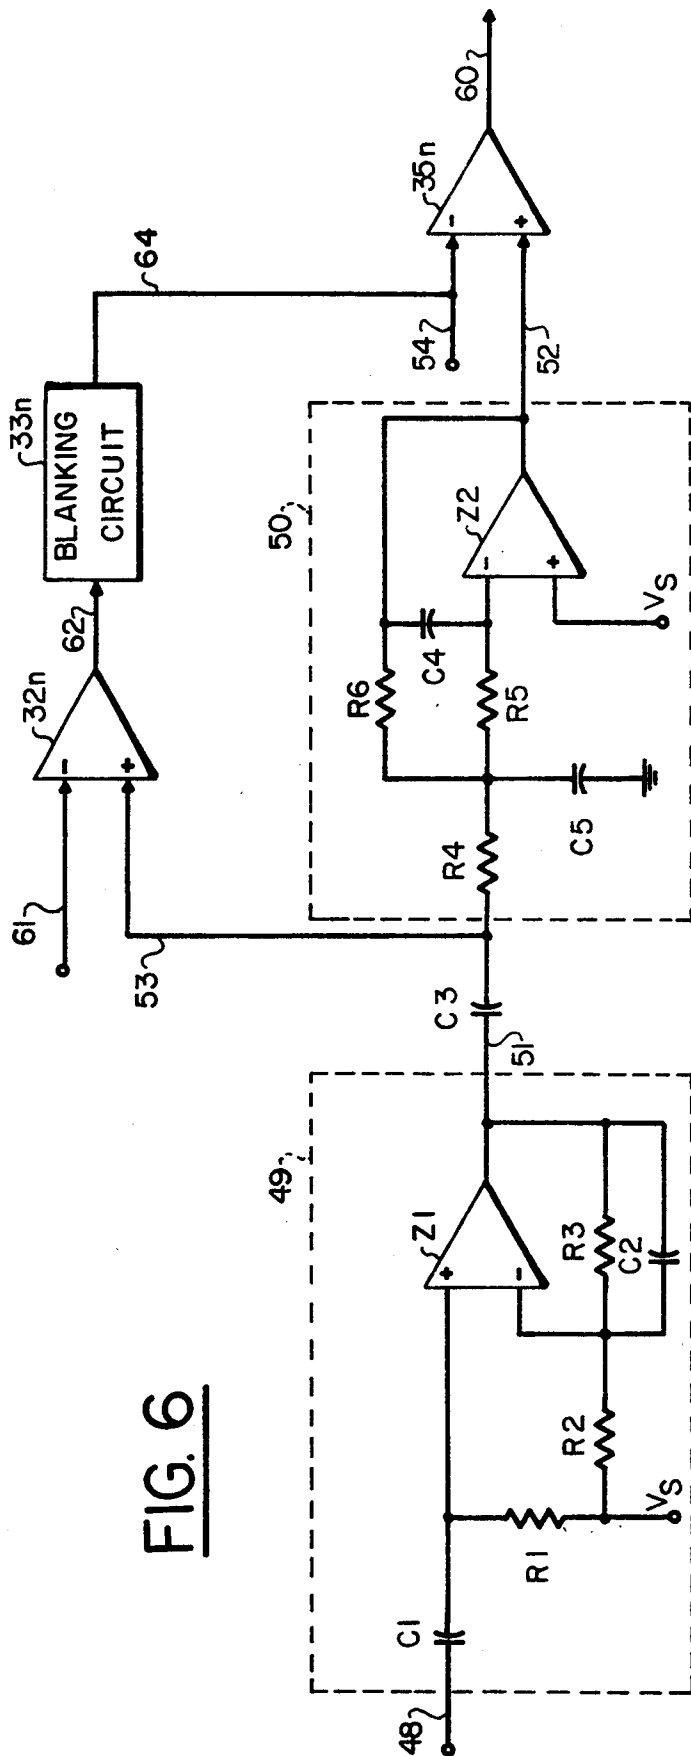 FIG. 6
48
C1
R1
VS
R2
R3
C2
Z1
+
-
49
51
C3
53
61
-
+
32n
62
BLANKING
CIRCUIT
33n
64
50
R4
C5
R5
R6
C4
-
+
Z2
VS
52
54
-
+
35n
60